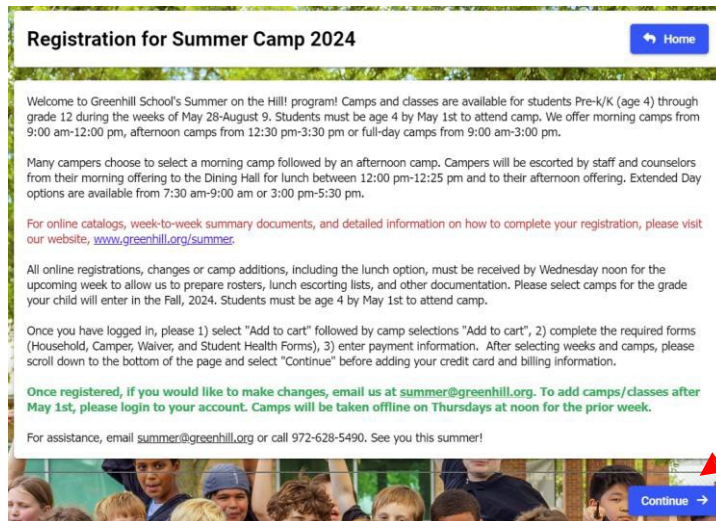 Registration for Summer Camp 2024
Home
Welcome to Greenhill School's Summer on the Hill! program! Camps and classes are available for students Pre-k/K (age 4) through
grade 12 during the weeks of May 28-August 9. Students must be age 4 by May 1st to attend camp. We offer morning camps from
9:00 am-12:00 pm, afternoon camps from 12:30 pm-3:30 pm or full-day camps from 9:00 am-3:00 pm.
Many campers choose to select a morning camp followed by an afternoon camp. Campers will be escorted by staff and counselors
from their morning offering to the Dining Hall for lunch between 12:00 pm-12:25 pm and to their afternoon offering. Extended Day
options are available from 7:30 am-9:00 am or 3:00 pm-5:30 pm.
For online catalogs, week-to-week summary documents, and detailed information on how to complete your registration, please visit
our website, www.greenhill.org/summer.
All online registrations, changes or camp additions, including the lunch option, must be received by Wednesday noon for the
upcoming week to allow us to prepare rosters, lunch escorting lists, and other documentation. Please select camps for the grade
your child will enter in the Fall, 2024. Students must be age 4 by May 1st to attend camp.
Once you have logged in, please 1) select "Add to cart" followed by camp selections "Add to cart", 2) complete the required forms
(Household, Camper, Waiver, and Student Health Forms), 3) enter payment information. After selecting weeks and camps, please
scroll down to the bottom of the page and select "Continue" before adding your credit card and billing information.
Once registered, if you would like to make changes, email us at summer@greenhill.org. To add camps/classes after
May 1st, please login to your account. Camps will be taken offline on Thursdays at noon for the prior week.
For assistance, email summer@greenhill.org or call 972-628-5490. See you this summer!
Continue